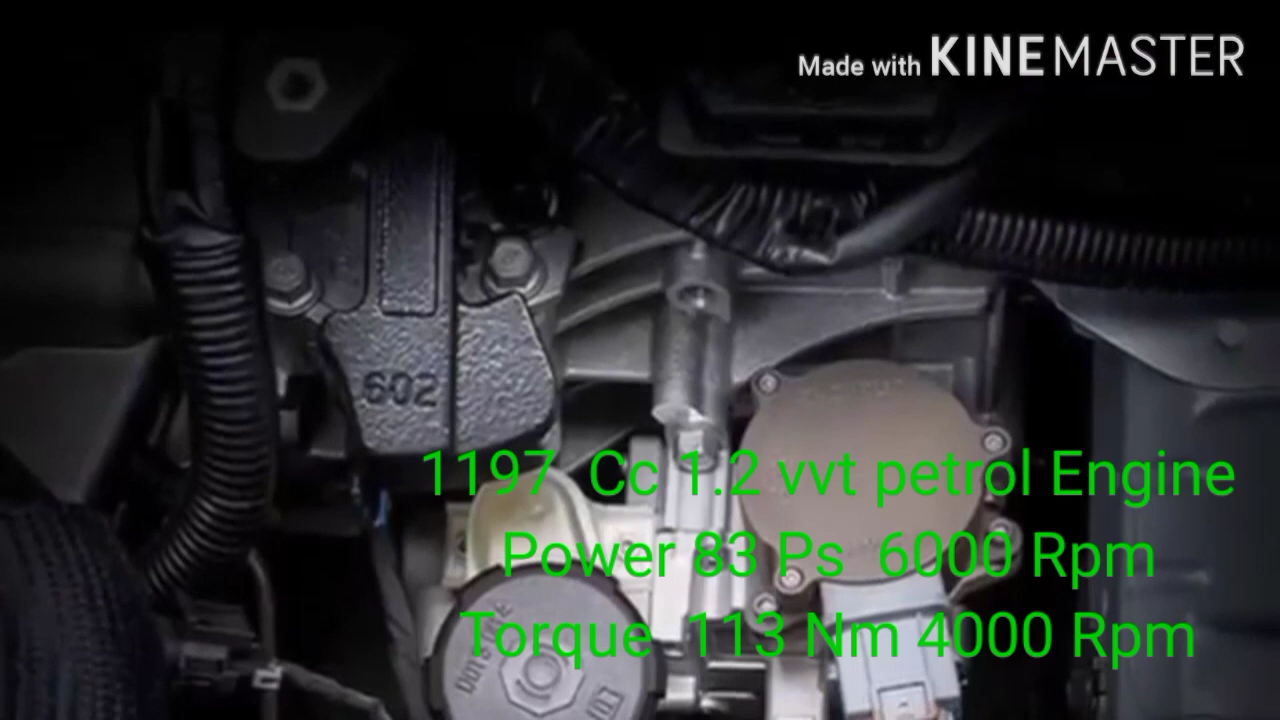 Made with KINEMASTER
602
1197 Cc 1.2 vvt petrol Engine
Power 83 Ps 6000 Rpm
Torque 113 Nm 4000 Rpm